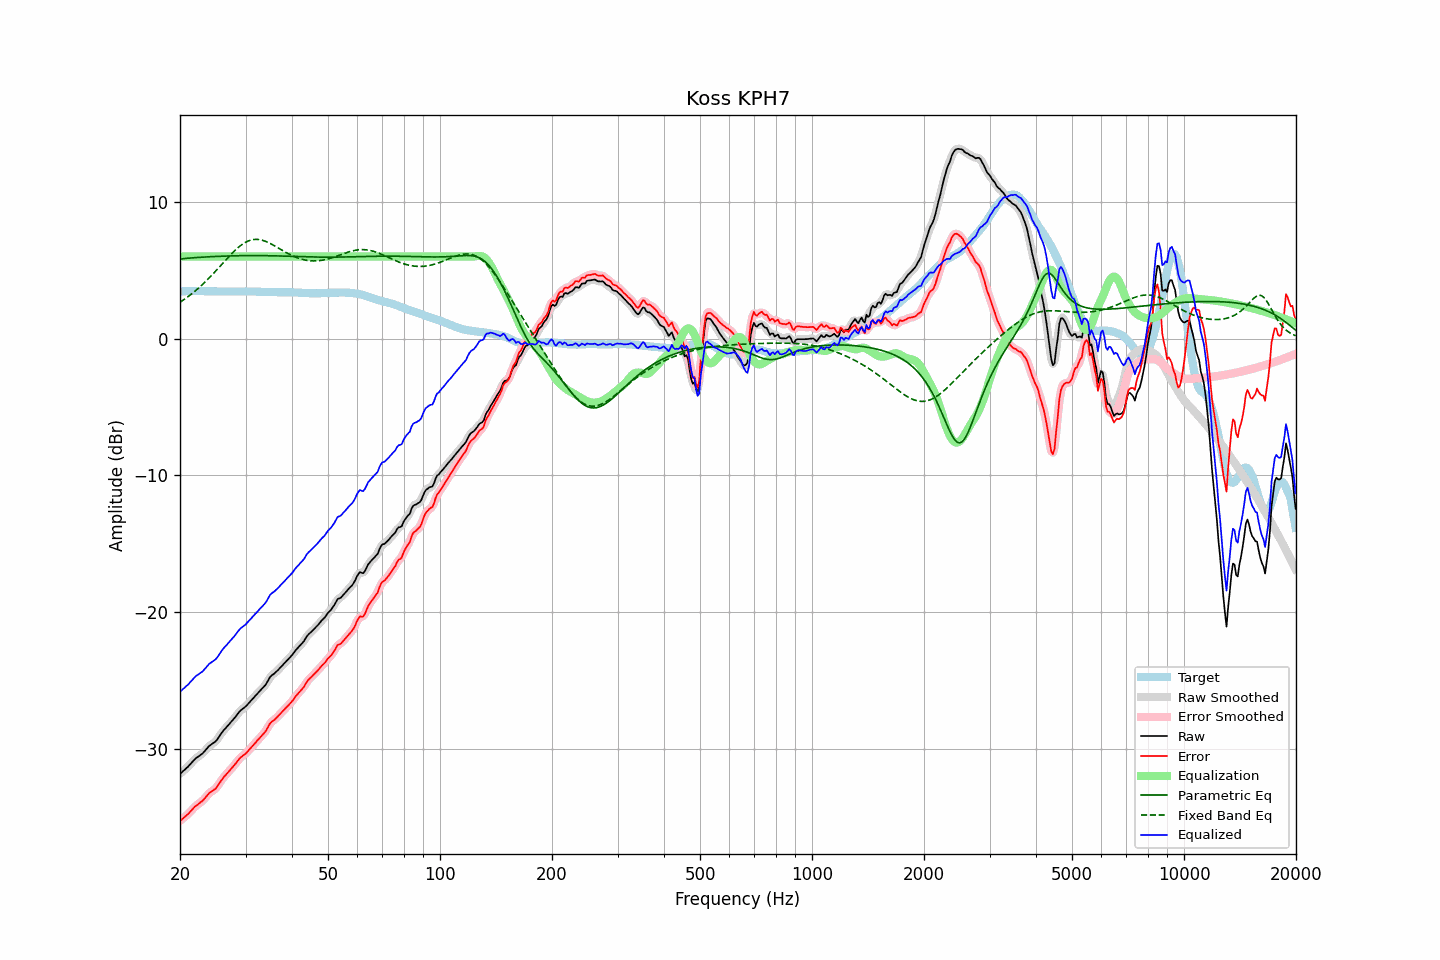 Koss KPH7
10
0
−10
−20
−30
Amplitude (dBr)
20
50
100
200
500
1000
2000
5000
10000
20000
Frequency (Hz)
Target
Raw Smoothed
Error Smoothed
Raw
Error
Equalization
Parametric Eq
Fixed Band Eq
Equalized